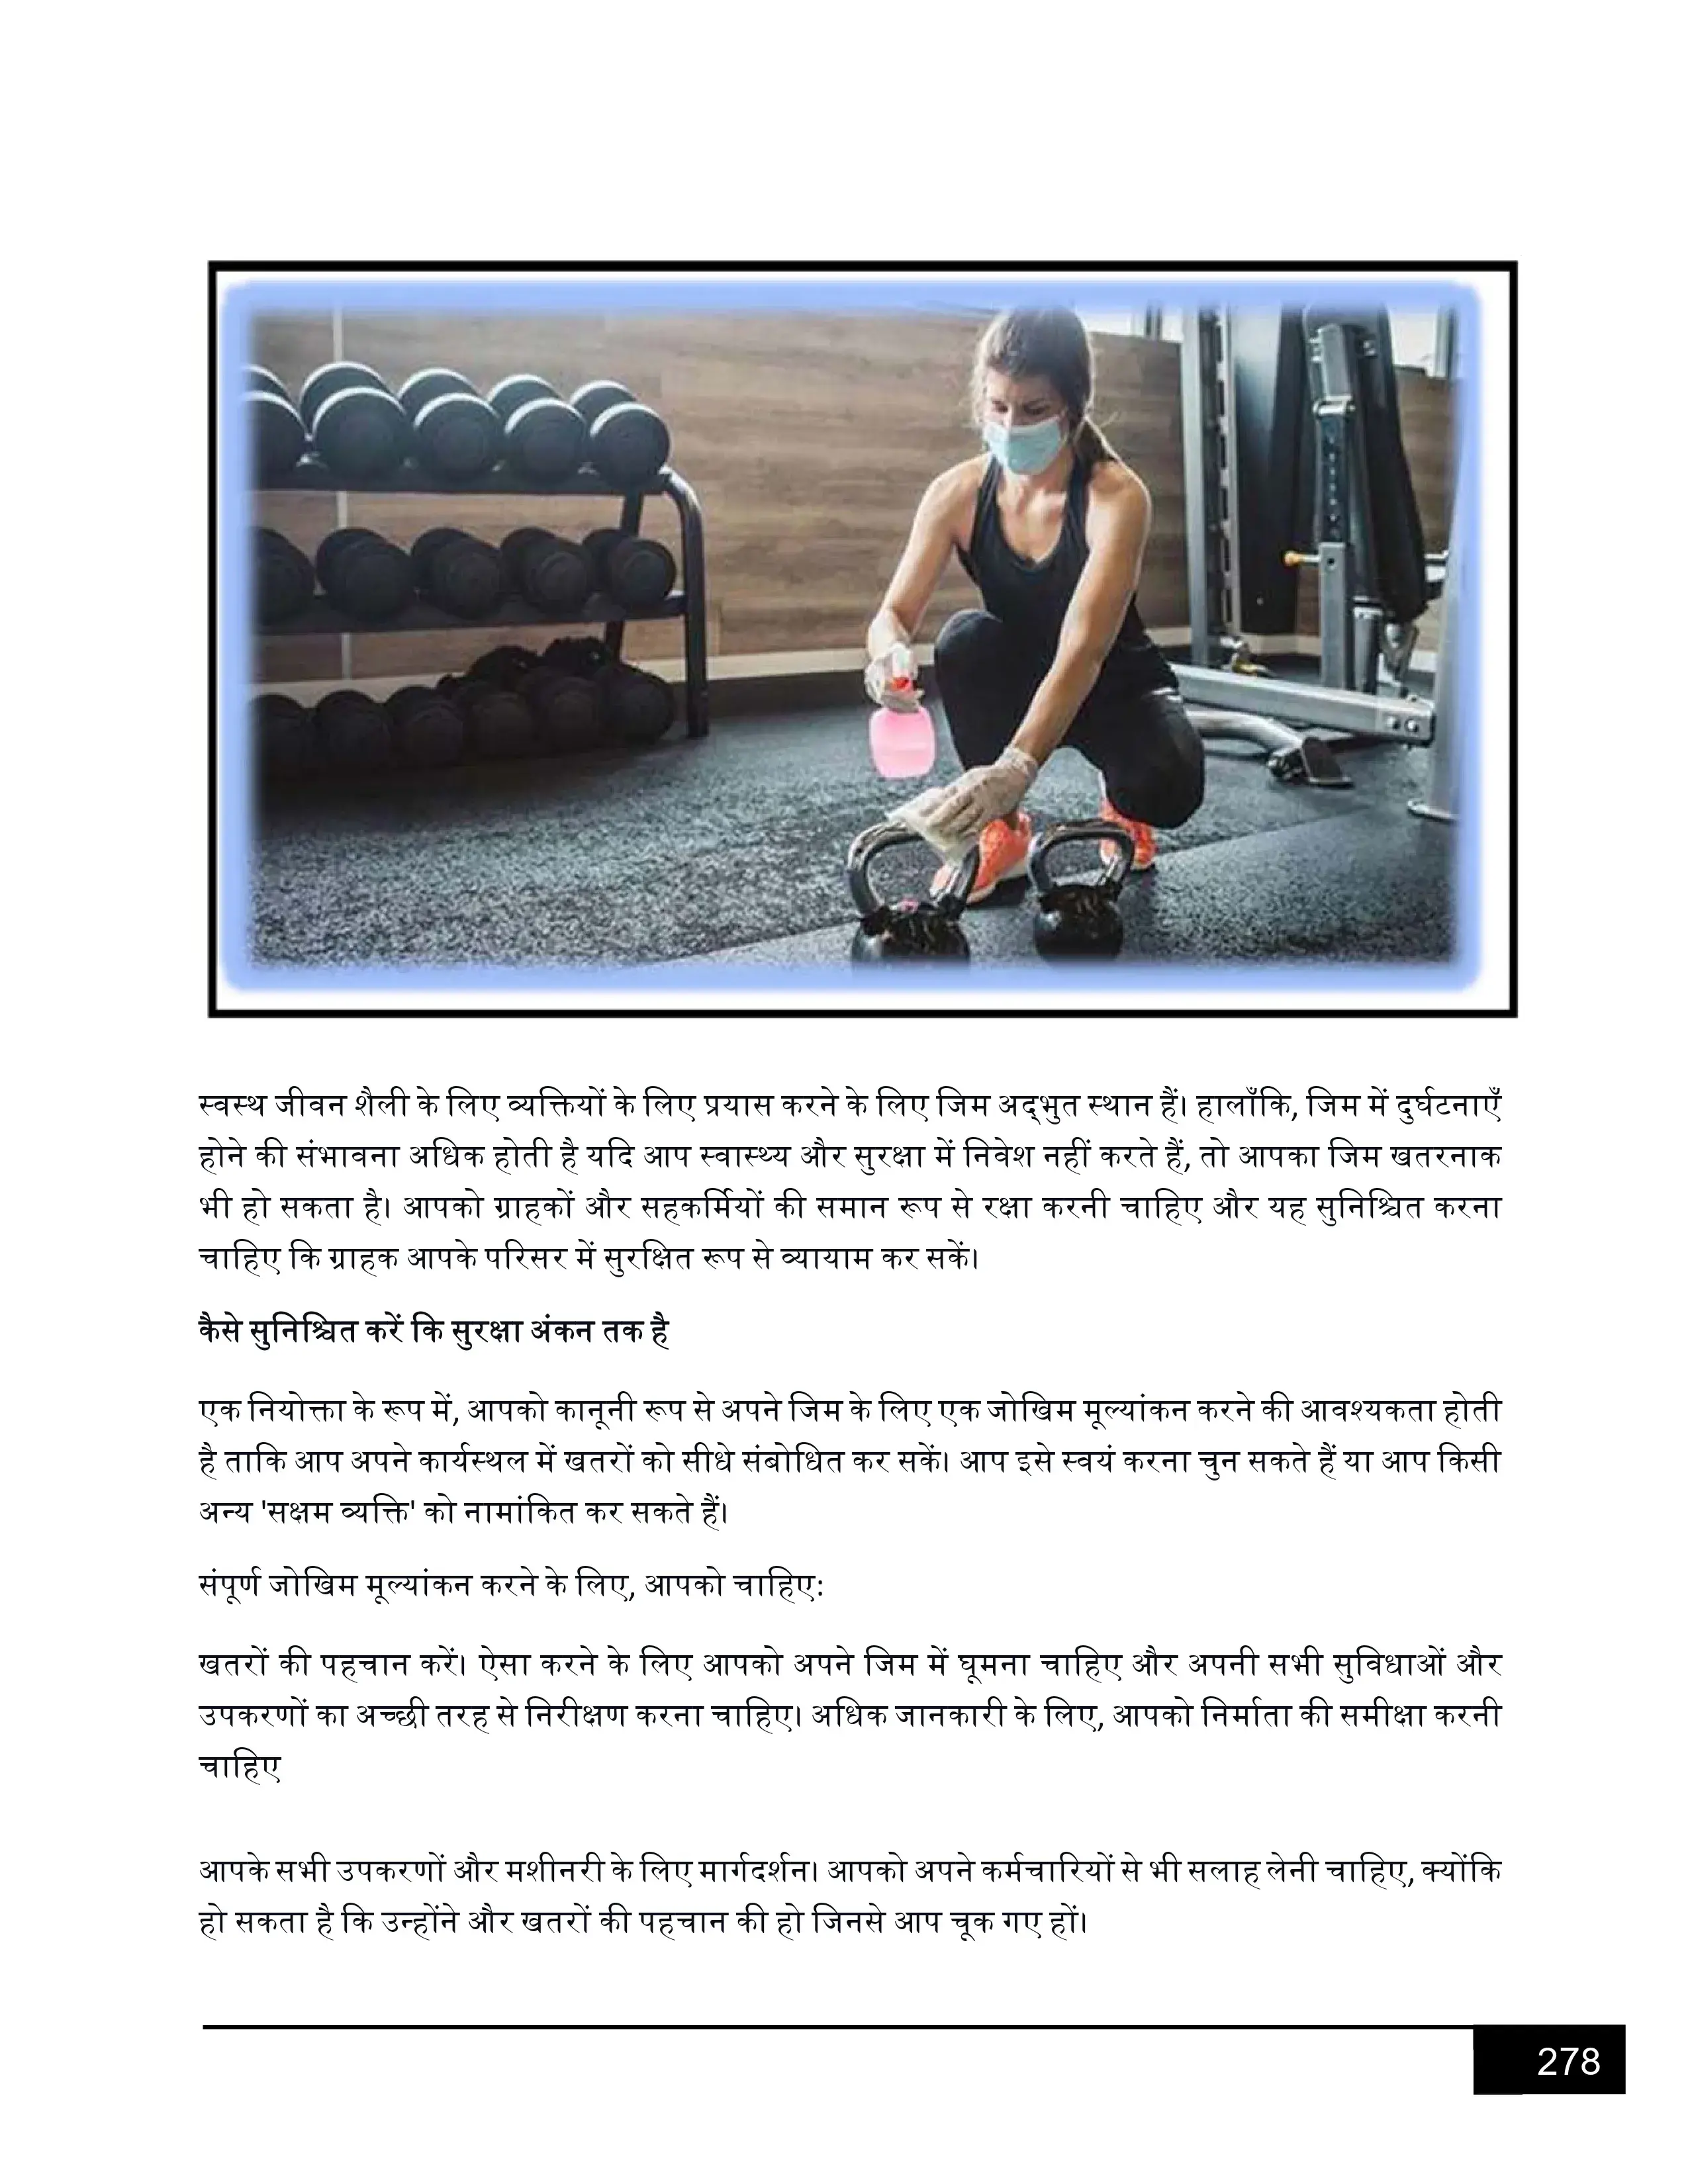 स्वस्थ जीवन शैली के लिए व्यक्तियों के लिए प्रयास करने के लिए जिम अद्भुत स्थान हैं। हालाँकि, जिम में दुर्घटनाएँ
होने की संभावना अधिक होती है यदि आप स्वास्थ्य और सुरक्षा में निवेश नहीं करते हैं, तो आपका जिम खतरनाक
भी हो सकता है। आपको ग्राहकों और सहकर्मियों की समान रूप से रक्षा करनी चाहिए और यह सुनिश्चित करना
चाहिए कि ग्राहक आपके परिसर में सुरक्षित रूप से व्यायाम कर सकें।
कैसे सुनिश्चित करें कि सुरक्षा अंकन तक है
एक नियोक्ता के रूप में, आपको कानूनी रूप से अपने जिम के लिए एक जोखिम मूल्यांकन करने की आवश्यकता होती
है ताकि आप अपने कार्यस्थल में खतरों को सीधे संबोधित कर सकें। आप इसे स्वयं करना चुन सकते हैं या आप किसी
अन्य 'सक्षम व्यक्ति' को नामांकित कर सकते हैं।
संपूर्ण जोखिम मूल्यांकन करने के लिए, आपको चाहिए:
खतरों की पहचान करें। ऐसा करने के लिए आपको अपने जिम में घूमना चाहिए और अपनी सभी सुविधाओं और
उपकरणों का अच्छी तरह से निरीक्षण करना चाहिए। अधिक जानकारी के लिए, आपको निर्माता की समीक्षा करनी
चाहिए
आपके सभी उपकरणों और मशीनरी के लिए मार्गदर्शन। आपको अपने कर्मचारियों से भी सलाह लेनी चाहिए, क्योंकि
हो सकता है कि उन्होंने और खतरों की पहचान की हो जिनसे आप चूक गए हों।
278